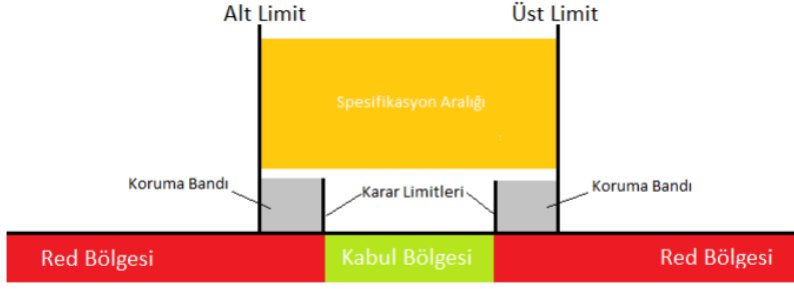 Alt Limit
Üst Limit
Spesifikasyon Aralığı
Koruma Bandı
Karar Limitleri
Koruma Bandı
Red Bölgesi
Kabul Bölgesi
Red Bölgesi